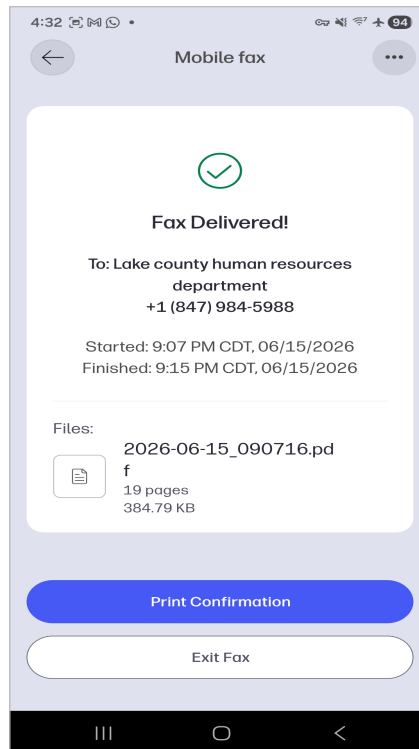 4:32
94
Mobile fax
Fax Delivered!
To: Lake county human resources
department
+1 (847) 984-5988
Started: 9:07 PM CDT, 06/15/2026
Finished: 9:15 PM CDT, 06/15/2026
Files:
2026-06-15_090716.pd
f
19 pages
384.79 KB
Print Confirmation
Exit Fax